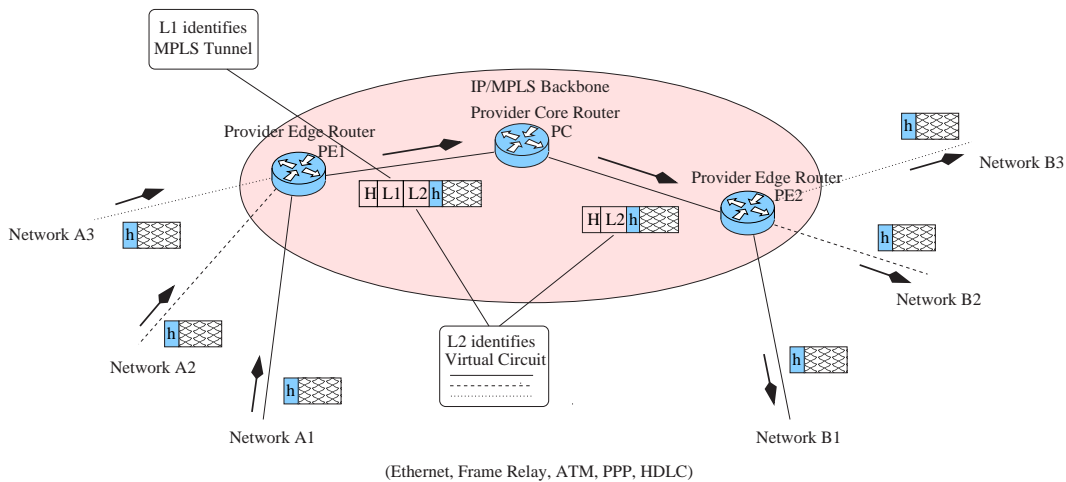 L1 identifies
MPLS Tunnel
IP/MPLS Backbone
Provider Core Router
PC
Provider Edge Router
PE1
h
Network B3
Provider Edge Router
PE2
H L1 L2 h
H L2 h
Network A3
h
h
Network B2
h
Network A2
L2 identifies
Virtual Circuit
h
h
Network A1
Network B1
(Ethernet, Frame Relay, ATM, PPP, HDLC)